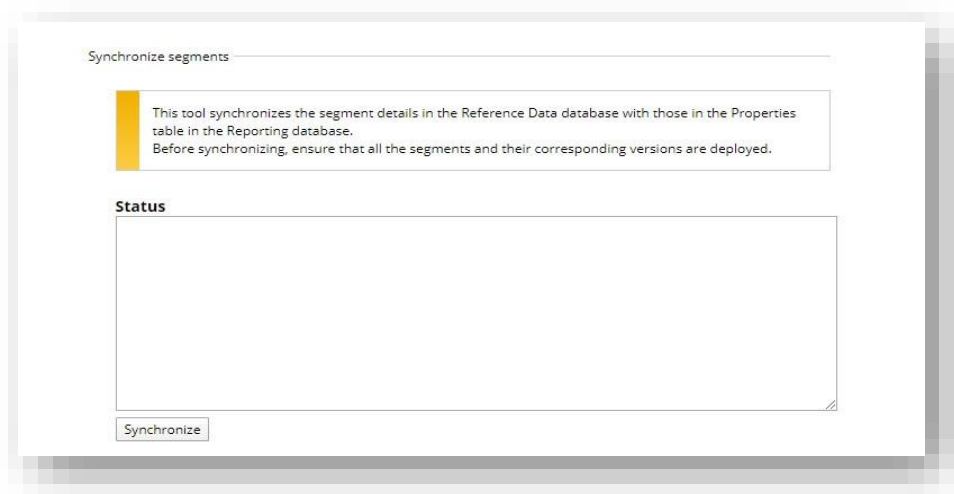 Synchronize segments
This tool synchronizes the segment details in the Reference Data database with those in the Properties
table in the Reporting database.
Before synchronizing, ensure that all the segments and their corresponding versions are deployed.
Status
Synchronize